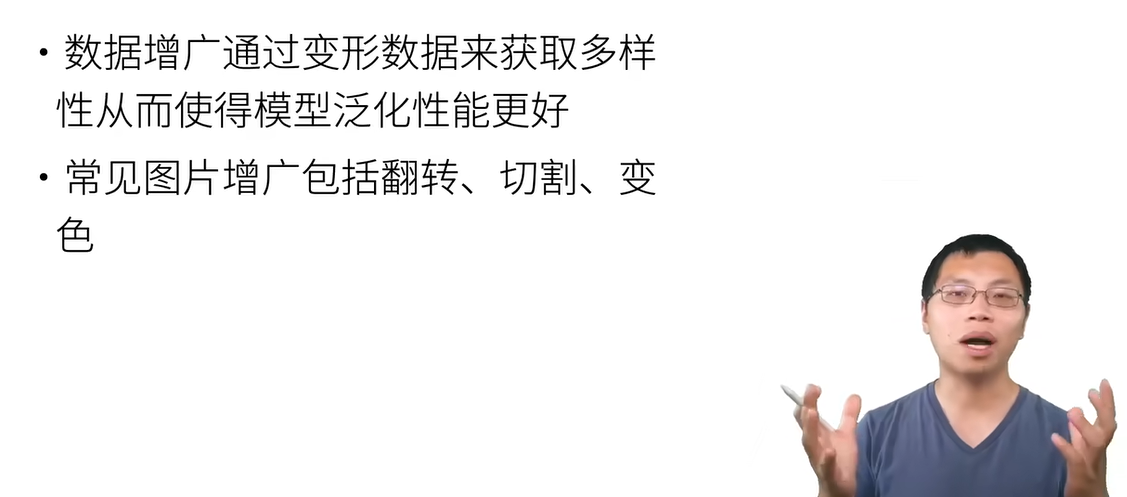 • 数据增广通过变形数据来获取多样
性从而使得模型泛化性能更好
• 常见图片增广包括翻转、切割、变
色